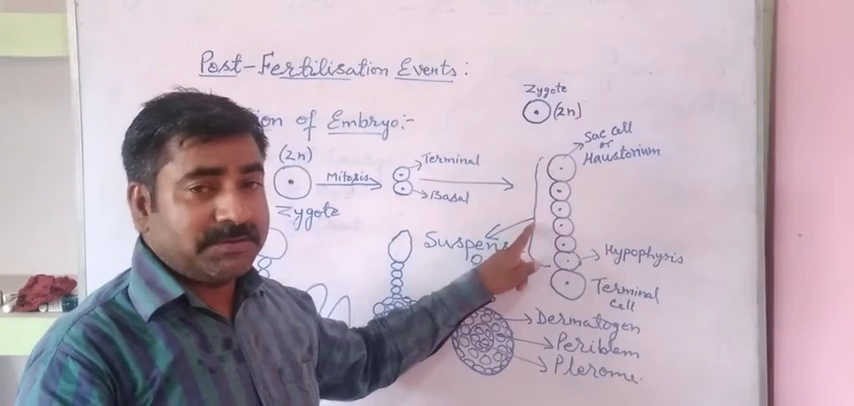 Post-Fertilisation Events:
of Embryo:-
Zygote
(2n)
Sac cell
or
Haustorium
(2n)
Mitosis
Terminal
Basal
Zygote
Hypophysis
Terminal
cell
Dermatogen
Periblem
Plerome.